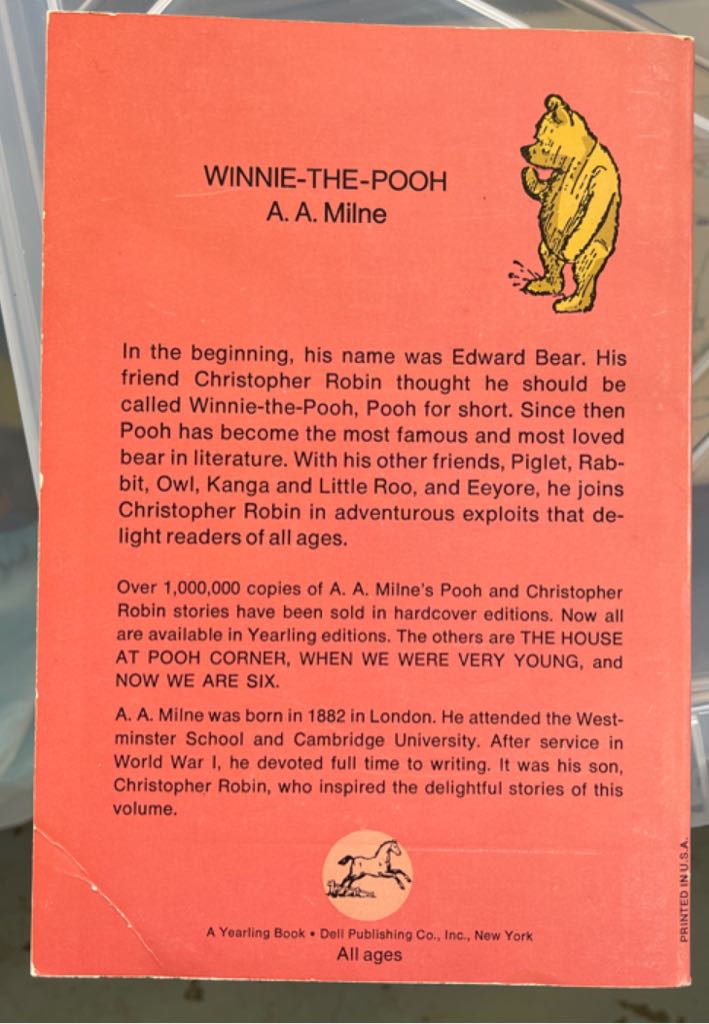 WINNIE-THE-POOH
A. A. Milne
In the beginning, his name was Edward Bear. His
friend Christopher Robin thought he should be
called Winnie-the-Pooh, Pooh for short. Since then
Pooh has become the most famous and most loved
bear in literature. With his other friends, Piglet, Rab-
bit, Owl, Kanga and Little Roo, and Eeyore, he joins
Christopher Robin in adventurous exploits that de-
light readers of all ages.
Over 1,000,000 copies of A. A. Milne's Pooh and Christopher
Robin stories have been sold in hardcover editions. Now all
are available in Yearling editions. The others are THE HOUSE
AT POOH CORNER, WHEN WE WERE VERY YOUNG, and
NOW WE ARE SIX.
A. A. Milne was born in 1882 in London. He attended the West-
minster School and Cambridge University. After service in
World War I, he devoted full time to writing. It was his son,
Christopher Robin, who inspired the delightful stories of this
volume.
A Yearling Book • Dell Publishing Co., Inc., New York
All ages
PRINTED IN U.S.A.